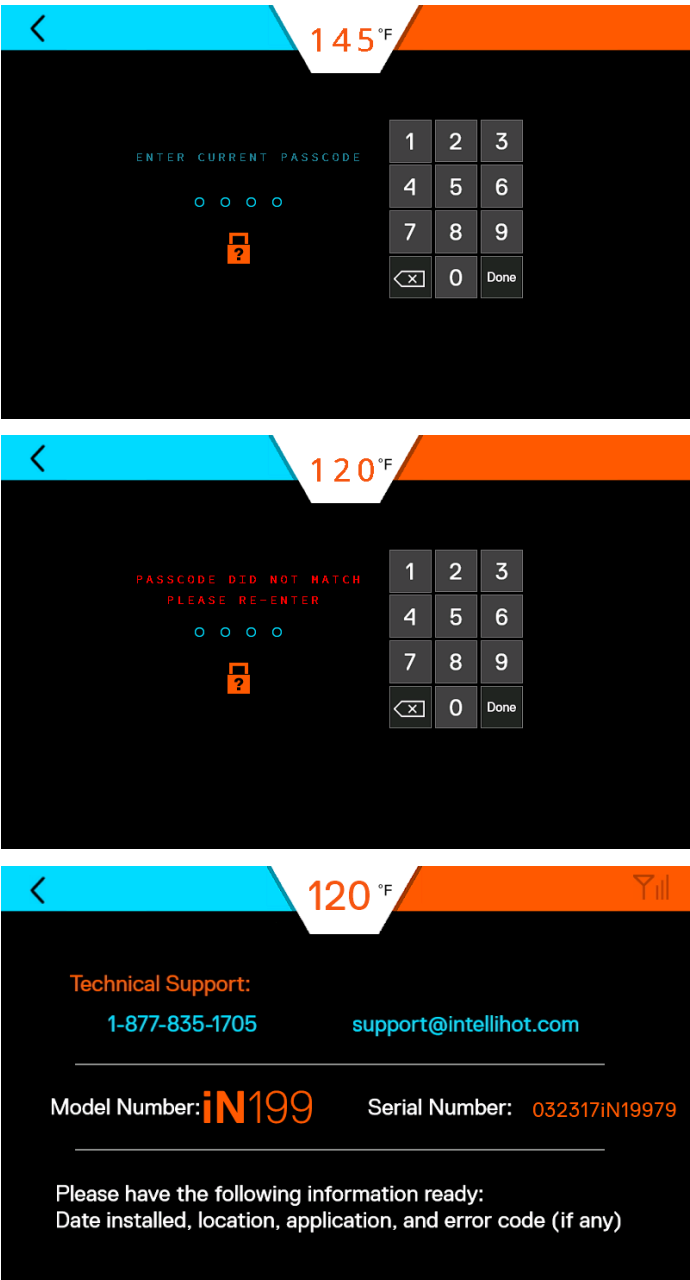 145°F
ENTER CURRENT PASSCODE
1 2 3
4 5 6
7 8 9
0 Done
?
120°F
PASSCODE DID NOT MATCH
PLEASE RE-ENTER
1 2 3
4 5 6
7 8 9
0 Done
?
120 °F
Technical Support:
1-877-835-1705 support@intellihot.com
Model Number: iN199 Serial Number: 032317iN19979
Please have the following information ready:
Date installed, location, application, and error code (if any)